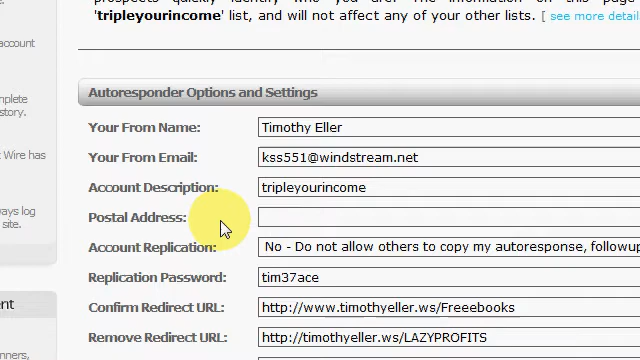 prospects quickly identify who you are. The information on this page
'tripleyourincome' list, and will not affect any of your other lists. [ see more detail
account
mplete
story.
t Wire has
ways log
site.
nt
nners,
Autoresponder Options and Settings
Your From Name: Timothy Eller
Your From Email: kss551@windstream.net
Account Description: tripleyourincome
Postal Address:
Account Replication: No - Do not allow others to copy my autoresponse, followup
Replication Password: tim37ace
Confirm Redirect URL: http://www.timothyeller.ws/Freeebooks
Remove Redirect URL: http://timothyeller.ws/LAZYPROFITS